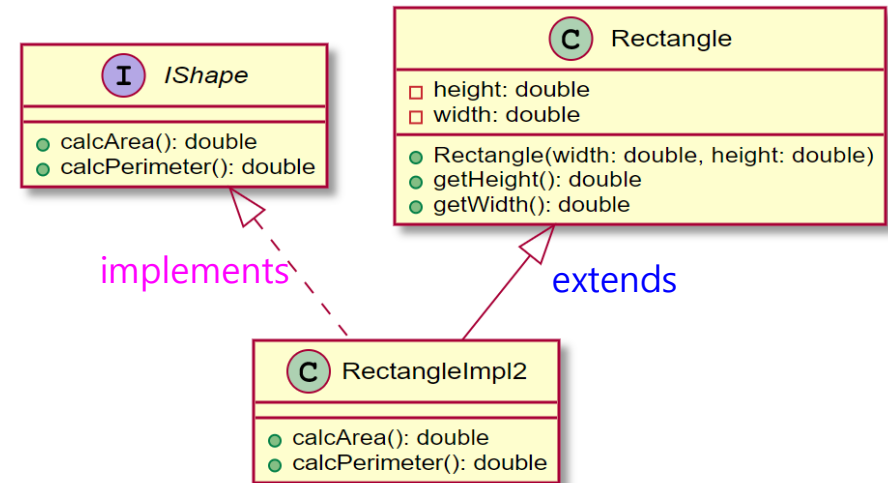 I IShape
calcArea(): double
calcPerimeter(): double
C Rectangle
height: double
width: double
Rectangle(width: double, height: double)
getHeight(): double
getWidth(): double
implements
extends
C RectangleImpl2
calcArea(): double
calcPerimeter(): double